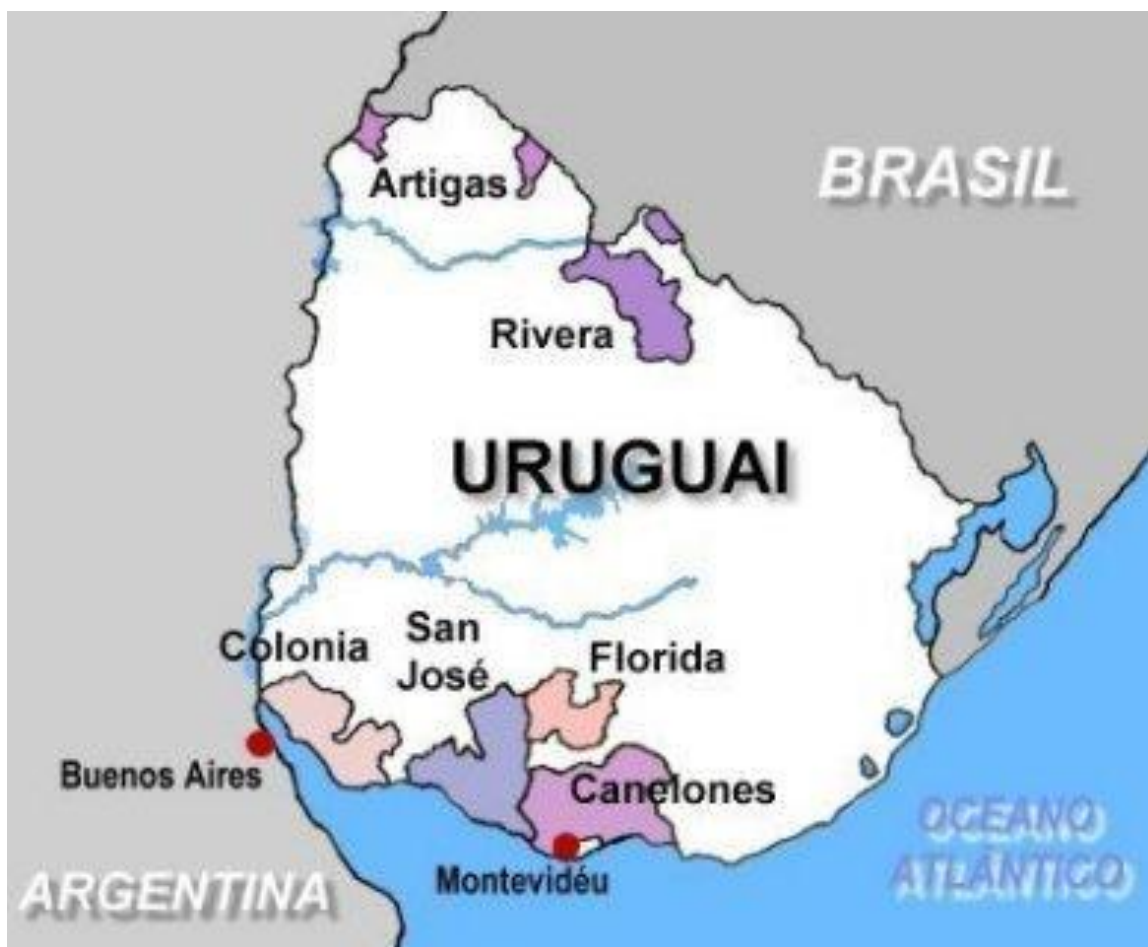 BRASIL
Artigas
Rivera
URUGUAI
San
José
Colonia
Florida
Buenos Aires
Canelones
OCEANO
ATLÂNTICO
Montevidéu
ARGENTINA